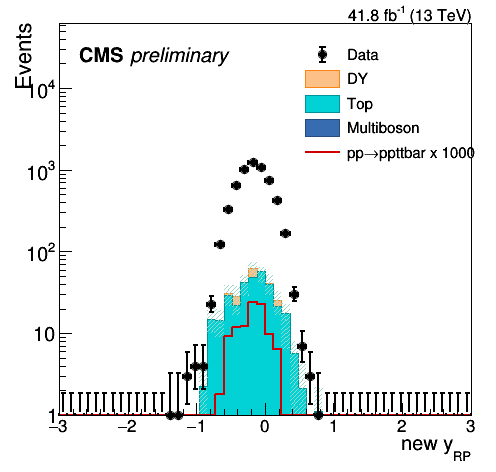 41.8 fb⁻¹ (13 TeV)
Events
CMS preliminary
Data
DY
Top
Multiboson
pp→ppttbar x 1000
10⁴
10³
10²
10
1
−3 −2 −1 0 1 2 3
new y_RP